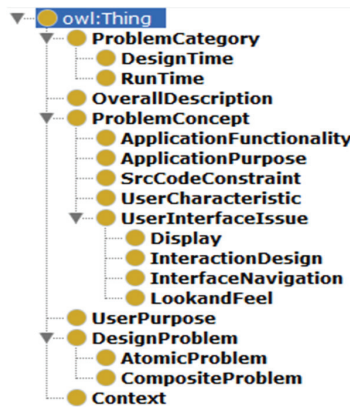 owl:Thing
ProblemCategory
DesignTime
RunTime
OverallDescription
ProblemConcept
ApplicationFunctionality
ApplicationPurpose
SrcCodeConstraint
UserCharacteristic
UserInterfaceIssue
Display
InteractionDesign
InterfaceNavigation
LookandFeel
UserPurpose
DesignProblem
AtomicProblem
CompositeProblem
Context